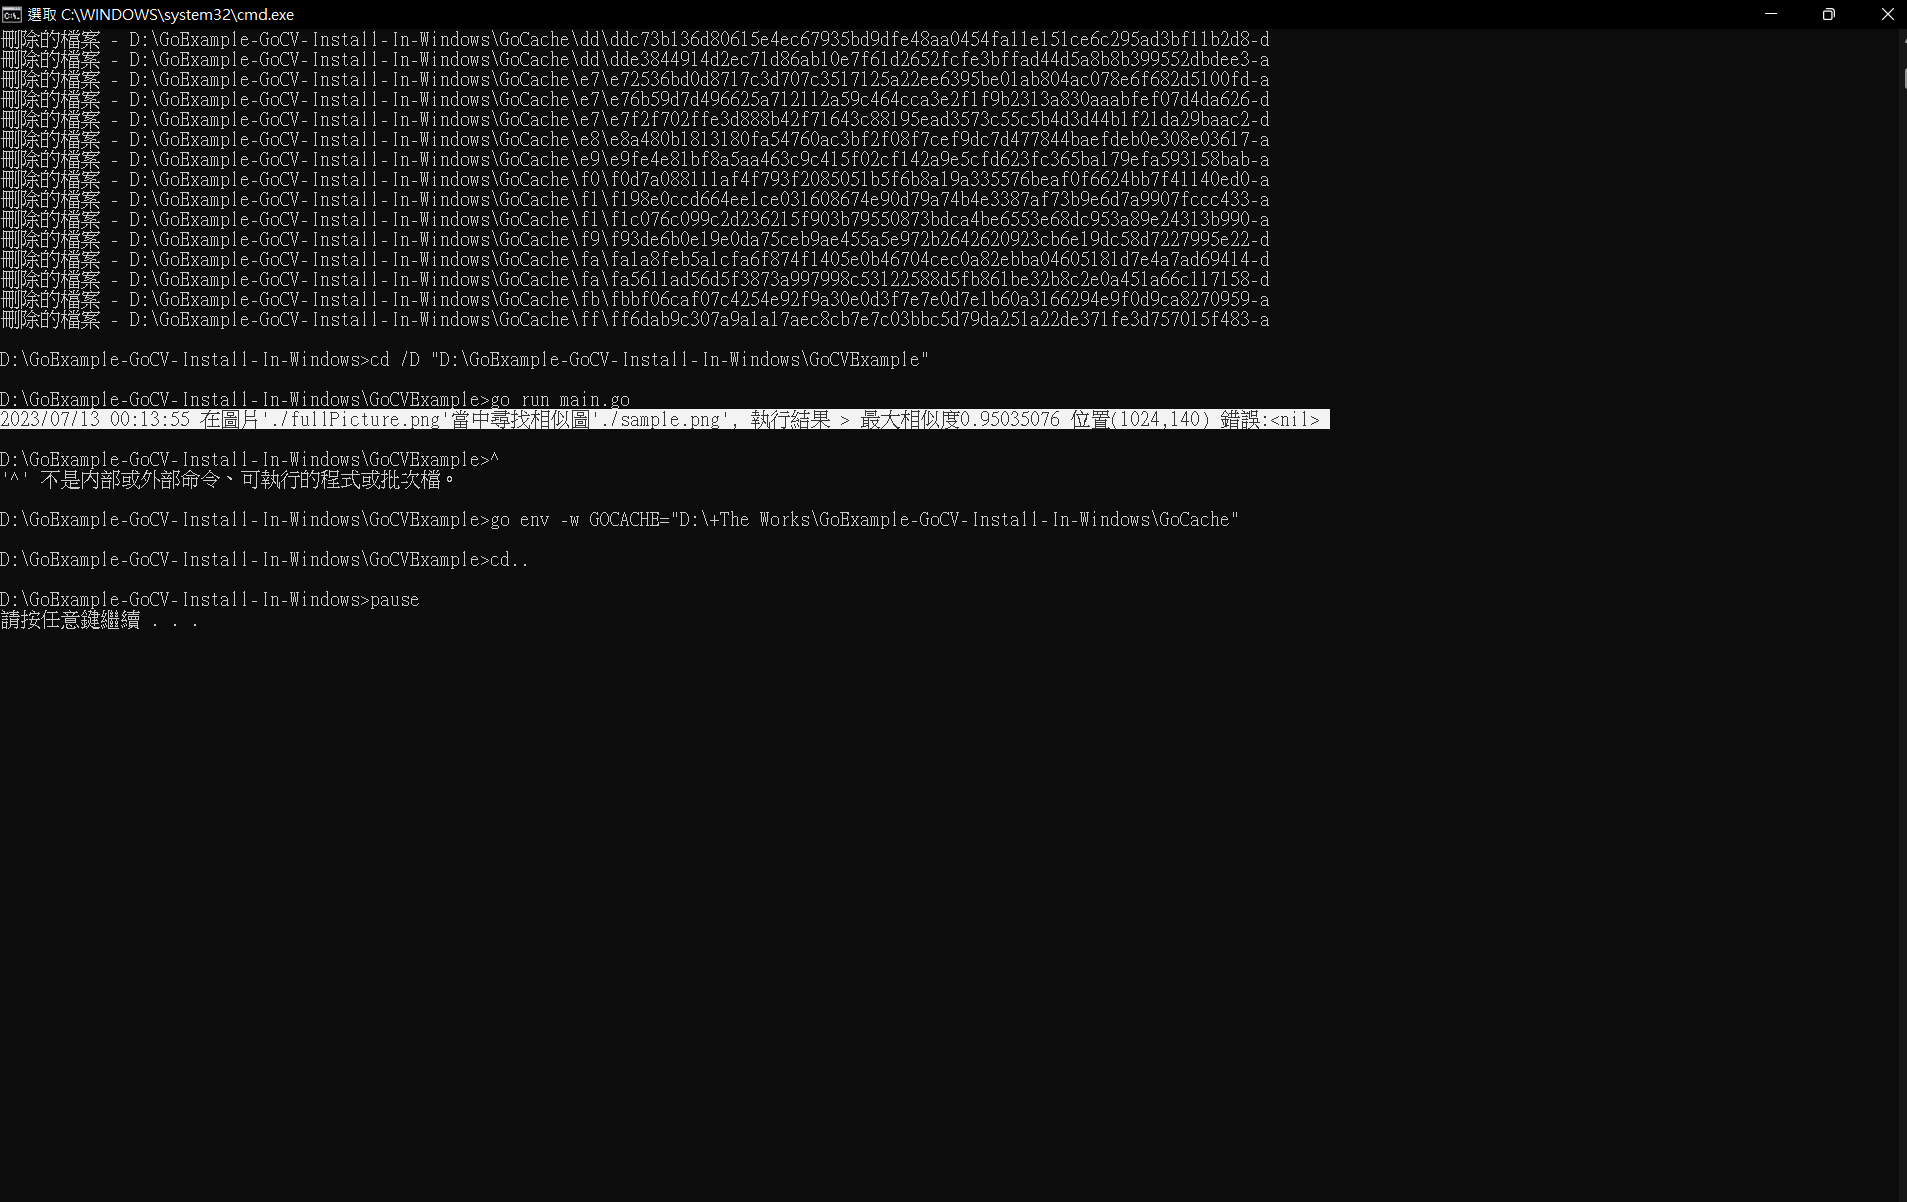 選取 C:\WINDOWS\system32\cmd.exe
刪除的檔案 - D:\GoExample-GoCV-Install-In-Windows\GoCache\dd\ddc73b136d80615e4ec67935bd9dfe48aa0454fa11e151ce6c295ad3bf11b2d8-d
刪除的檔案 - D:\GoExample-GoCV-Install-In-Windows\GoCache\dd\dde3844914d2ec71d86ab10e7f61d2652fcfe3bffad44d5a8b8b399552dbdee3-a
刪除的檔案 - D:\GoExample-GoCV-Install-In-Windows\GoCache\e7\e72536bd0d8717c3d707c3517125a22ee6395be01ab804ac078e6f682d5100fd-a
刪除的檔案 - D:\GoExample-GoCV-Install-In-Windows\GoCache\e7\e76b59d7d496625a712112a59c464cca3e2f1f9b2313a830aaabfef07d4da626-d
刪除的檔案 - D:\GoExample-GoCV-Install-In-Windows\GoCache\e7\e7f2f702ffe3d888b42f71643c88195ead3573c55c5b4d3d44b1f21da29baac2-d
刪除的檔案 - D:\GoExample-GoCV-Install-In-Windows\GoCache\e8\e8a480b1813180fa54760ac3bf2f08f7cef9dc7d477844baefdeb0e308e03617-a
刪除的檔案 - D:\GoExample-GoCV-Install-In-Windows\GoCache\e9\e9fe4e81bf8a5aa463c9c415f02cf142a9e5cfd623fc365ba179efa593158bab-a
刪除的檔案 - D:\GoExample-GoCV-Install-In-Windows\GoCache\f0\f0d7a088111af4f793f2085051b5f6b8a19a335576beaf0f6624bb7f41140ed0-a
刪除的檔案 - D:\GoExample-GoCV-Install-In-Windows\GoCache\f1\f198e0ccd664ee1ce031608674e90d79a74b4e3387af73b9e6d7a9907fccc433-a
刪除的檔案 - D:\GoExample-GoCV-Install-In-Windows\GoCache\f1\f1c076c099c2d236215f903b79550873bdca4be6553e68dc953a89e24313b990-a
刪除的檔案 - D:\GoExample-GoCV-Install-In-Windows\GoCache\f9\f93de6b0e19e0da75ceb9ae455a5e972b2642620923cb6e19dc58d7227995e22-d
刪除的檔案 - D:\GoExample-GoCV-Install-In-Windows\GoCache\fa\fa1a8feb5a1cfa6f874f1405e0b46704cec0a82ebba04605181d7e4a7ad69414-d
刪除的檔案 - D:\GoExample-GoCV-Install-In-Windows\GoCache\fa\fa5611ad56d5f3873a997998c53122588d5fb861be32b8c2e0a451a66c117158-d
刪除的檔案 - D:\GoExample-GoCV-Install-In-Windows\GoCache\fb\fbbf06caf07c4254e92f9a30e0d3f7e7e0d7e1b60a3166294e9f0d9ca8270959-a
刪除的檔案 - D:\GoExample-GoCV-Install-In-Windows\GoCache\ff\ff6dab9c307a9a1a17aec8cb7e7c03bbc5d79da251a22de371fe3d757015f483-a
D:\GoExample-GoCV-Install-In-Windows>cd /D "D:\GoExample-GoCV-Install-In-Windows\GoCVExample"
D:\GoExample-GoCV-Install-In-Windows\GoCVExample>go run main.go
2023/07/13 00:13:55 在圖片'./fullPicture.png'當中尋找相似圖'./sample.png', 執行結果 > 最大相似度0.95035076 位置(1024,140) 錯誤:<nil>
D:\GoExample-GoCV-Install-In-Windows\GoCVExample>^
'^' 不是內部或外部命令、可執行的程式或批次檔。
D:\GoExample-GoCV-Install-In-Windows\GoCVExample>go env -w GOCACHE="D:\+The Works\GoExample-GoCV-Install-In-Windows\GoCache"
D:\GoExample-GoCV-Install-In-Windows\GoCVExample>cd..
D:\GoExample-GoCV-Install-In-Windows>pause
請按任意鍵繼續 . . .